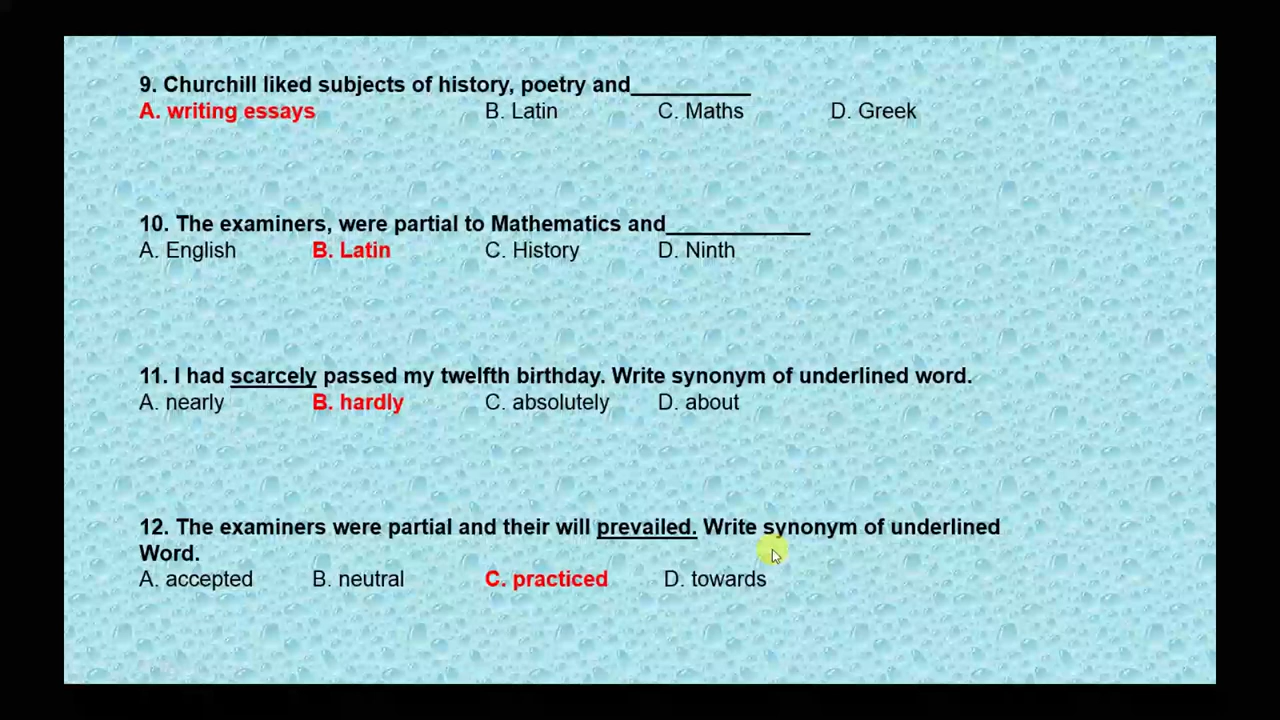 9. Churchill liked subjects of history, poetry and__________
A. writing essays B. Latin C. Maths D. Greek
10. The examiners, were partial to Mathematics and____________
A. English B. Latin C. History D. Ninth
11. I had scarcely passed my twelfth birthday. Write synonym of underlined word.
A. nearly B. hardly C. absolutely D. about
12. The examiners were partial and their will prevailed. Write synonym of underlined
Word.
A. accepted B. neutral C. practiced D. towards